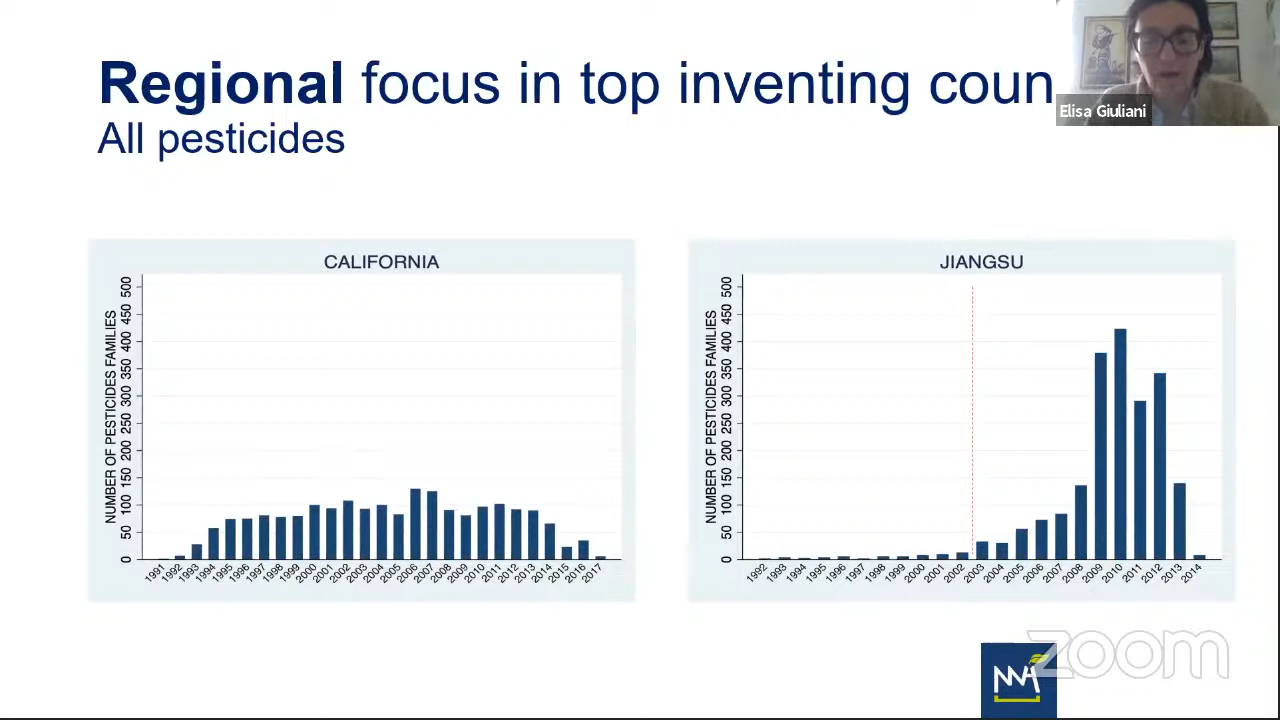 Regional focus in top inventing coun
All pesticides
Elisa Giuliani
CALIFORNIA
NUMBER OF PESTICIDES FAMILIES
500
450
400
350
300
250
200
150
100
50
0
1991 1992 1993 1994 1995 1996 1997 1998 1999 2000 2001 2002 2003 2004 2005 2006 2007 2008 2009 2010 2011 2012 2013 2014 2015 2016 2017
JIANGSU
NUMBER OF PESTICIDES FAMILIES
500
450
400
350
300
250
200
150
100
50
0
1992 1993 1994 1995 1996 1997 1998 1999 2000 2001 2002 2003 2004 2005 2006 2007 2008 2009 2010 2011 2012 2013 2014
zoom